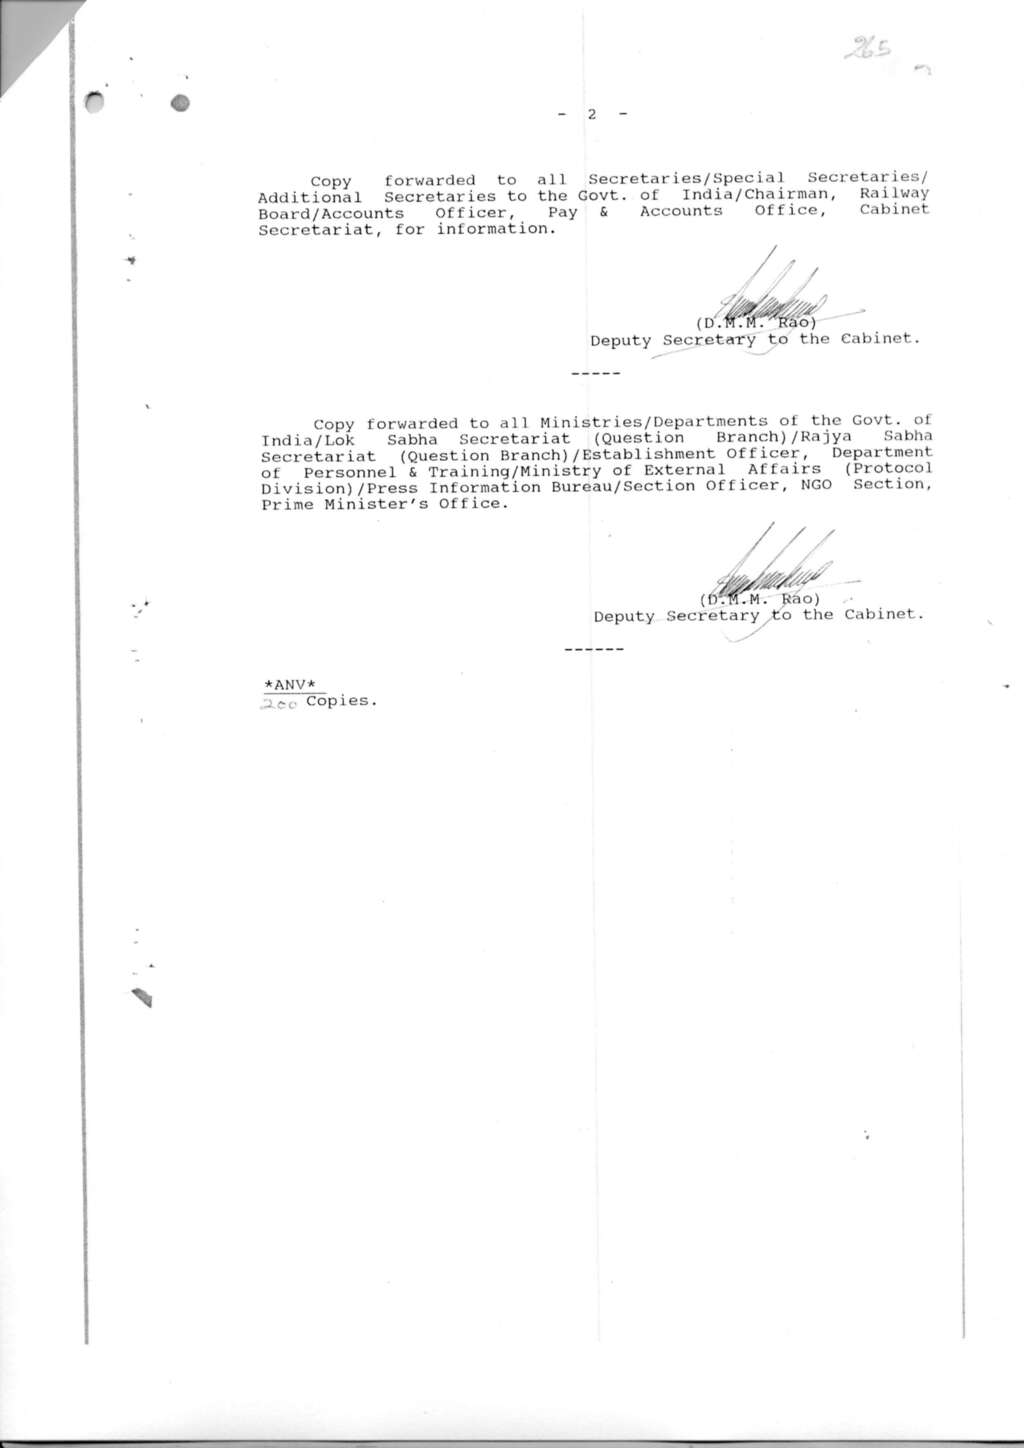 265
- 2 -
Copy forwarded to all Secretaries/Special Secretaries/
Additional Secretaries to the Govt. of India/Chairman, Railway
Board/Accounts Officer, Pay & Accounts Office, Cabinet
Secretariat, for information.
(D.M.M. Rao)
Deputy Secretary to the Cabinet.
-----
Copy forwarded to all Ministries/Departments of the Govt. of
India/Lok Sabha Secretariat (Question Branch)/Rajya Sabha
Secretariat (Question Branch)/Establishment Officer, Department
of Personnel & Training/Ministry of External Affairs (Protocol
Division)/Press Information Bureau/Section Officer, NGO Section,
Prime Minister's Office.
(D.M.M. Rao)
Deputy Secretary to the Cabinet.
------
*ANV*
200 Copies.